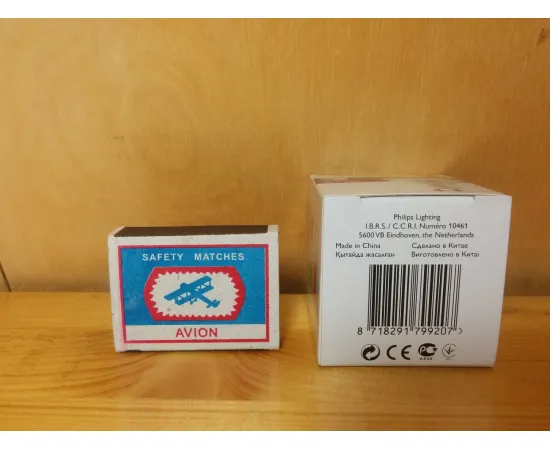 SAFETY MATCHES
AVION
Philips Lighting
I.B.R.S. / C.C.R.I. Numéro 10461
5600 VB Eindhoven, the Netherlands
Made in China
Сделано в Китае
Қытайда жасалған
Виготовлено в Китаї
8 718291 799207 >
CE